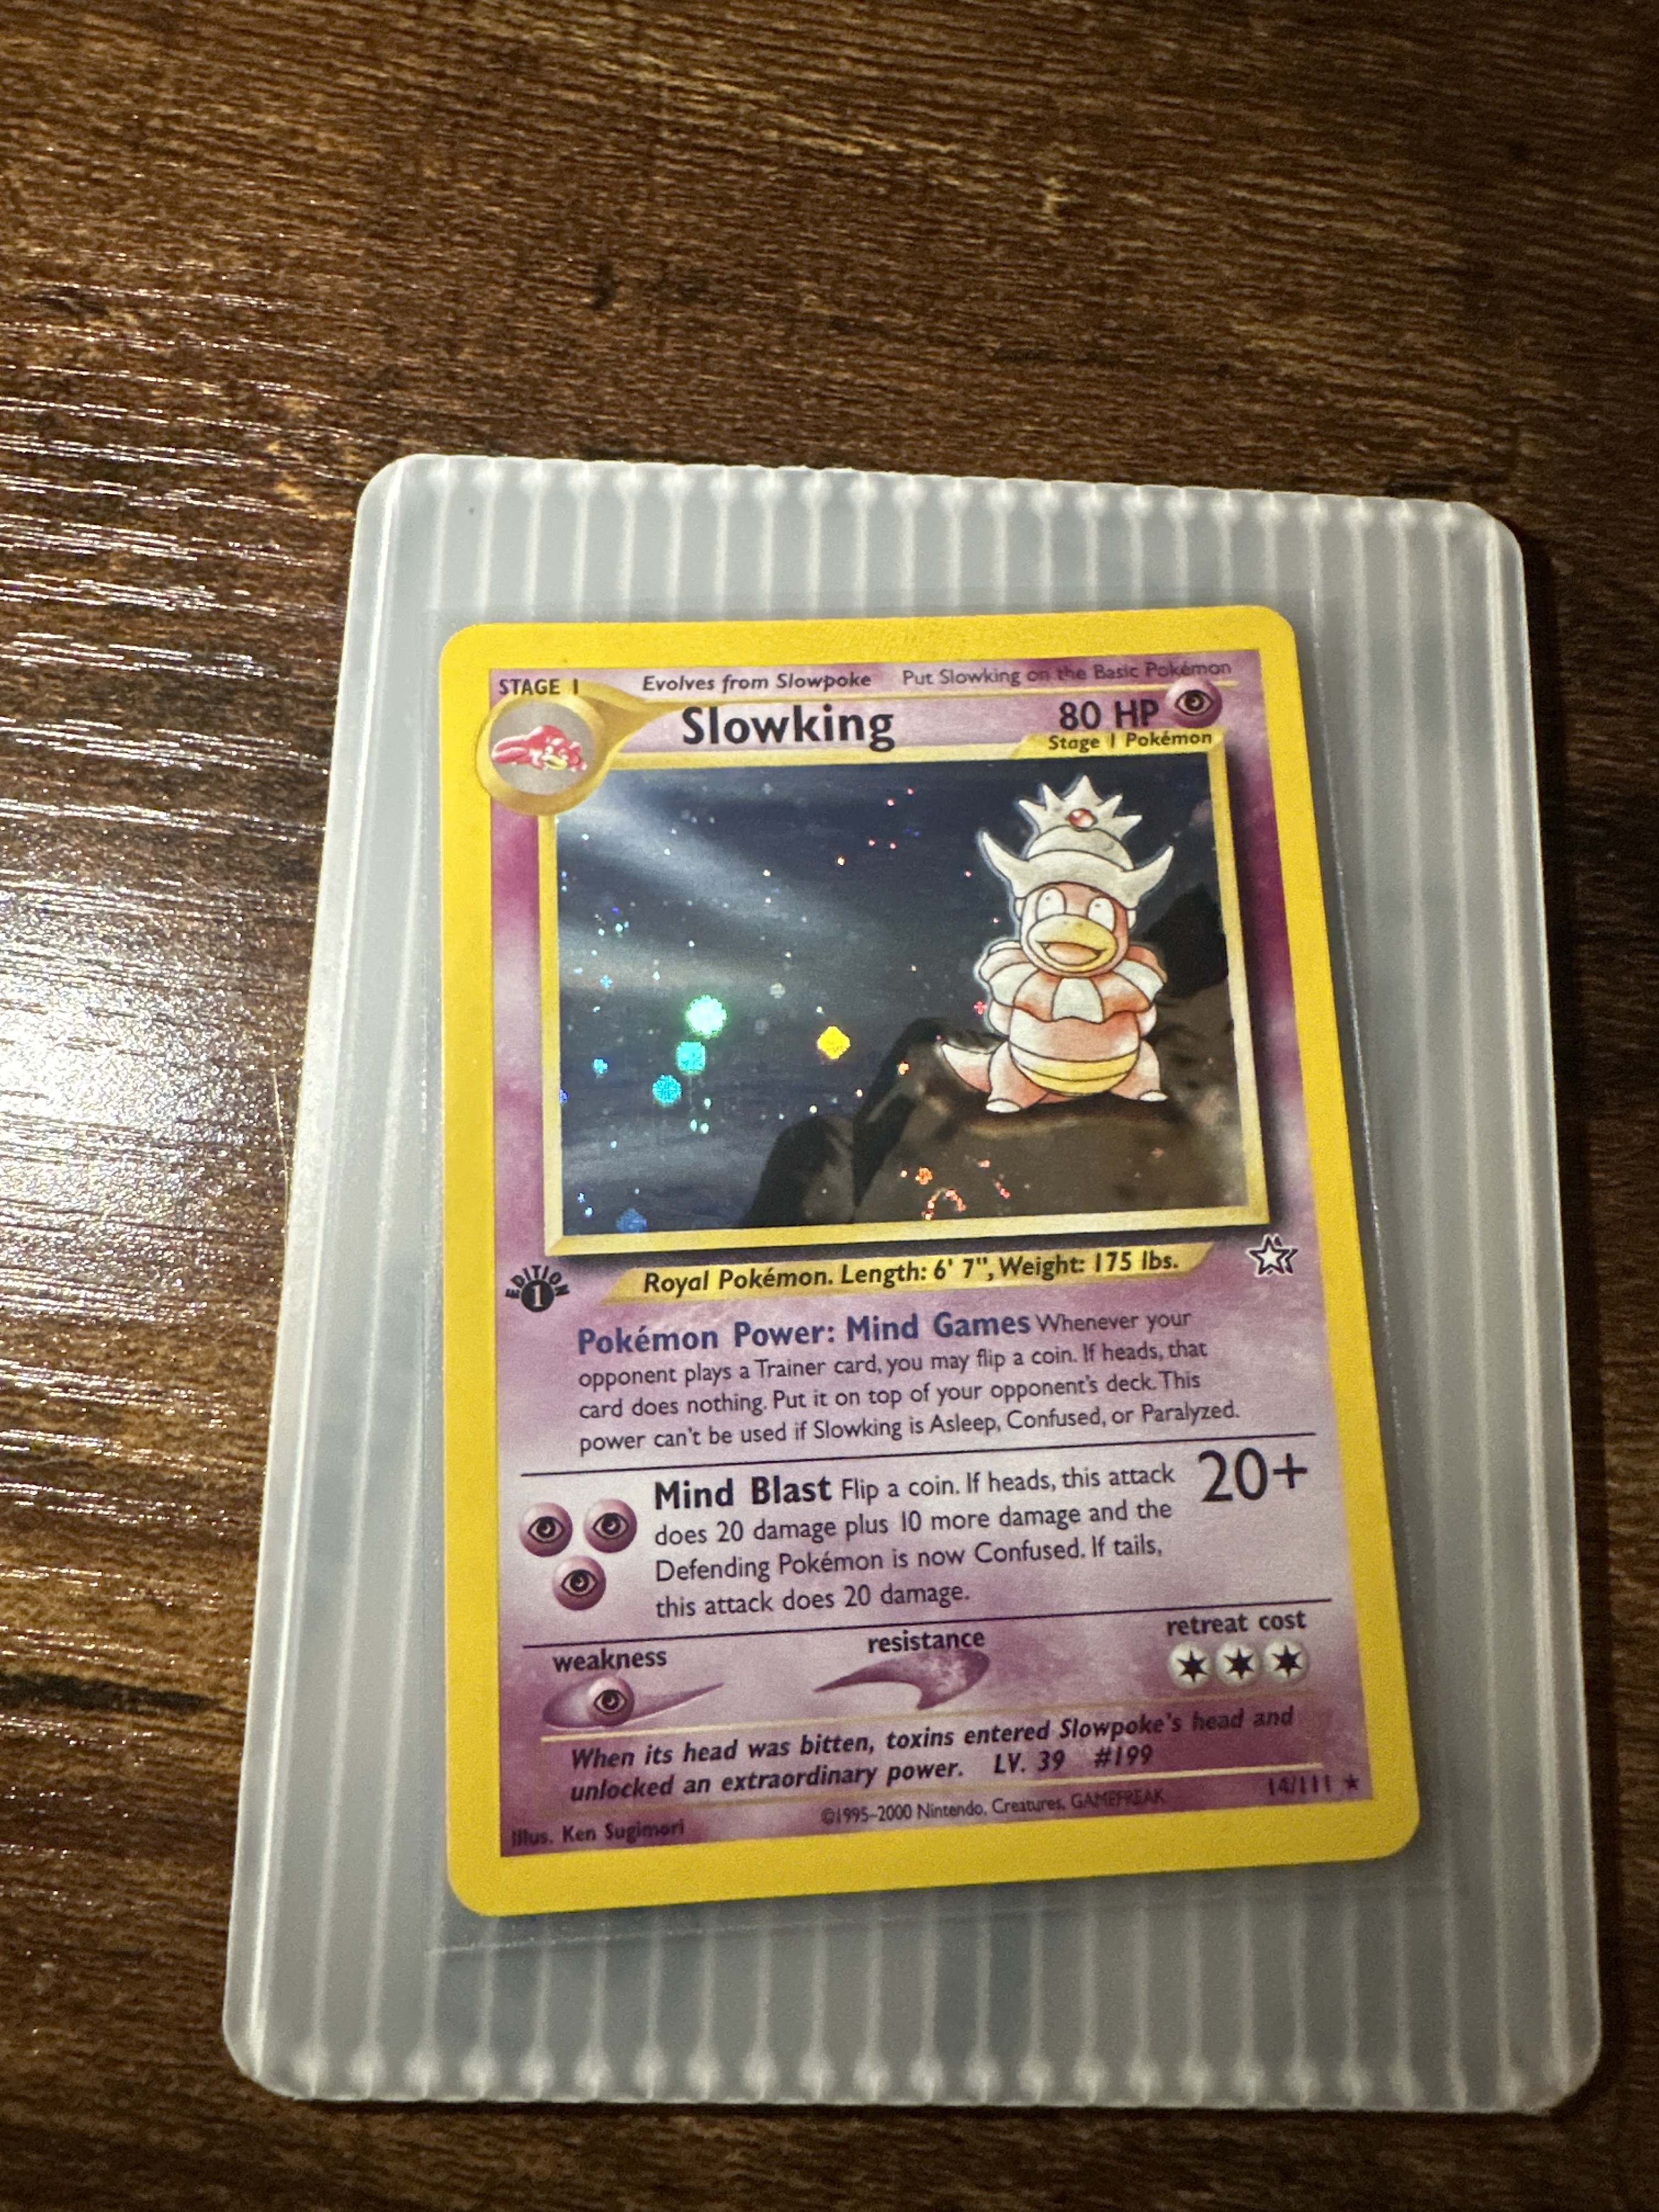 STAGE 1
Evolves from Slowpoke
Put Slowking on the Basic Pokémon
Slowking
80 HP
Stage 1 Pokémon
EDITION
1
Royal Pokémon. Length: 6' 7", Weight: 175 lbs.
Pokémon Power: Mind Games Whenever your
opponent plays a Trainer card, you may flip a coin. If heads, that
card does nothing. Put it on top of your opponent's deck. This
power can't be used if Slowking is Asleep, Confused, or Paralyzed.
Mind Blast Flip a coin. If heads, this attack 20+
does 20 damage plus 10 more damage and the
Defending Pokémon is now Confused. If tails,
this attack does 20 damage.
weakness
resistance
retreat cost
When its head was bitten, toxins entered Slowpoke's head and
unlocked an extraordinary power. LV. 39 #199
Illus. Ken Sugimori
©1995-2000 Nintendo, Creatures, GAMEFREAK
14/111 ★